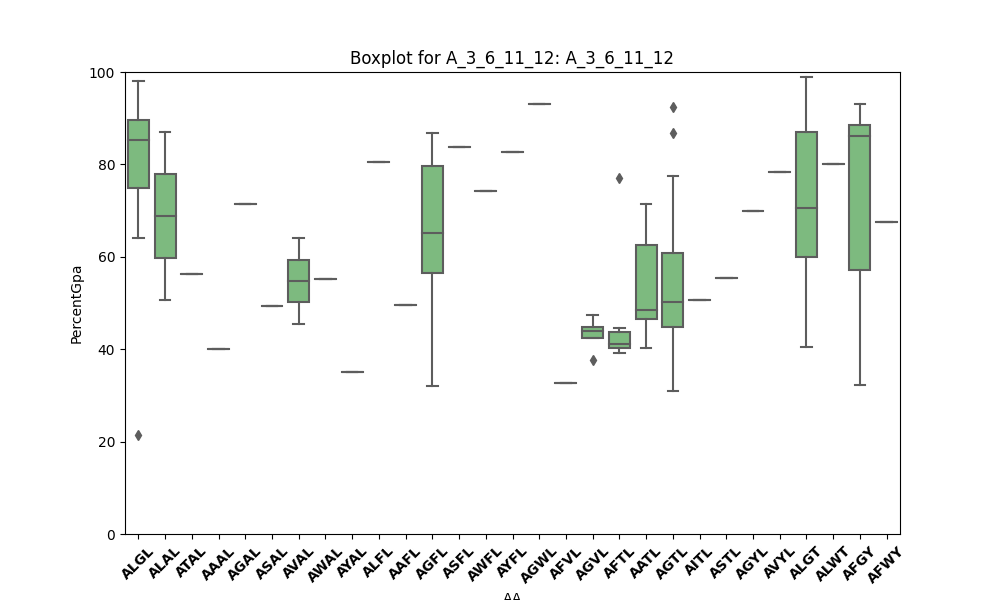 Boxplot for A_3_6_11_12: A_3_6_11_12
PercentGpa
100
80
60
40
20
0
ALGL ALAL ATAL AAAL AGAL ASAL AVAL AWAL AYAL ALFL AAFL AGFL ASFL AWFL AYFL AGWL AFVL AGVL AFTL AATL AGTL AITL ASTL AGYL AVYL ALGT ALWT AFGY AFWY
AA